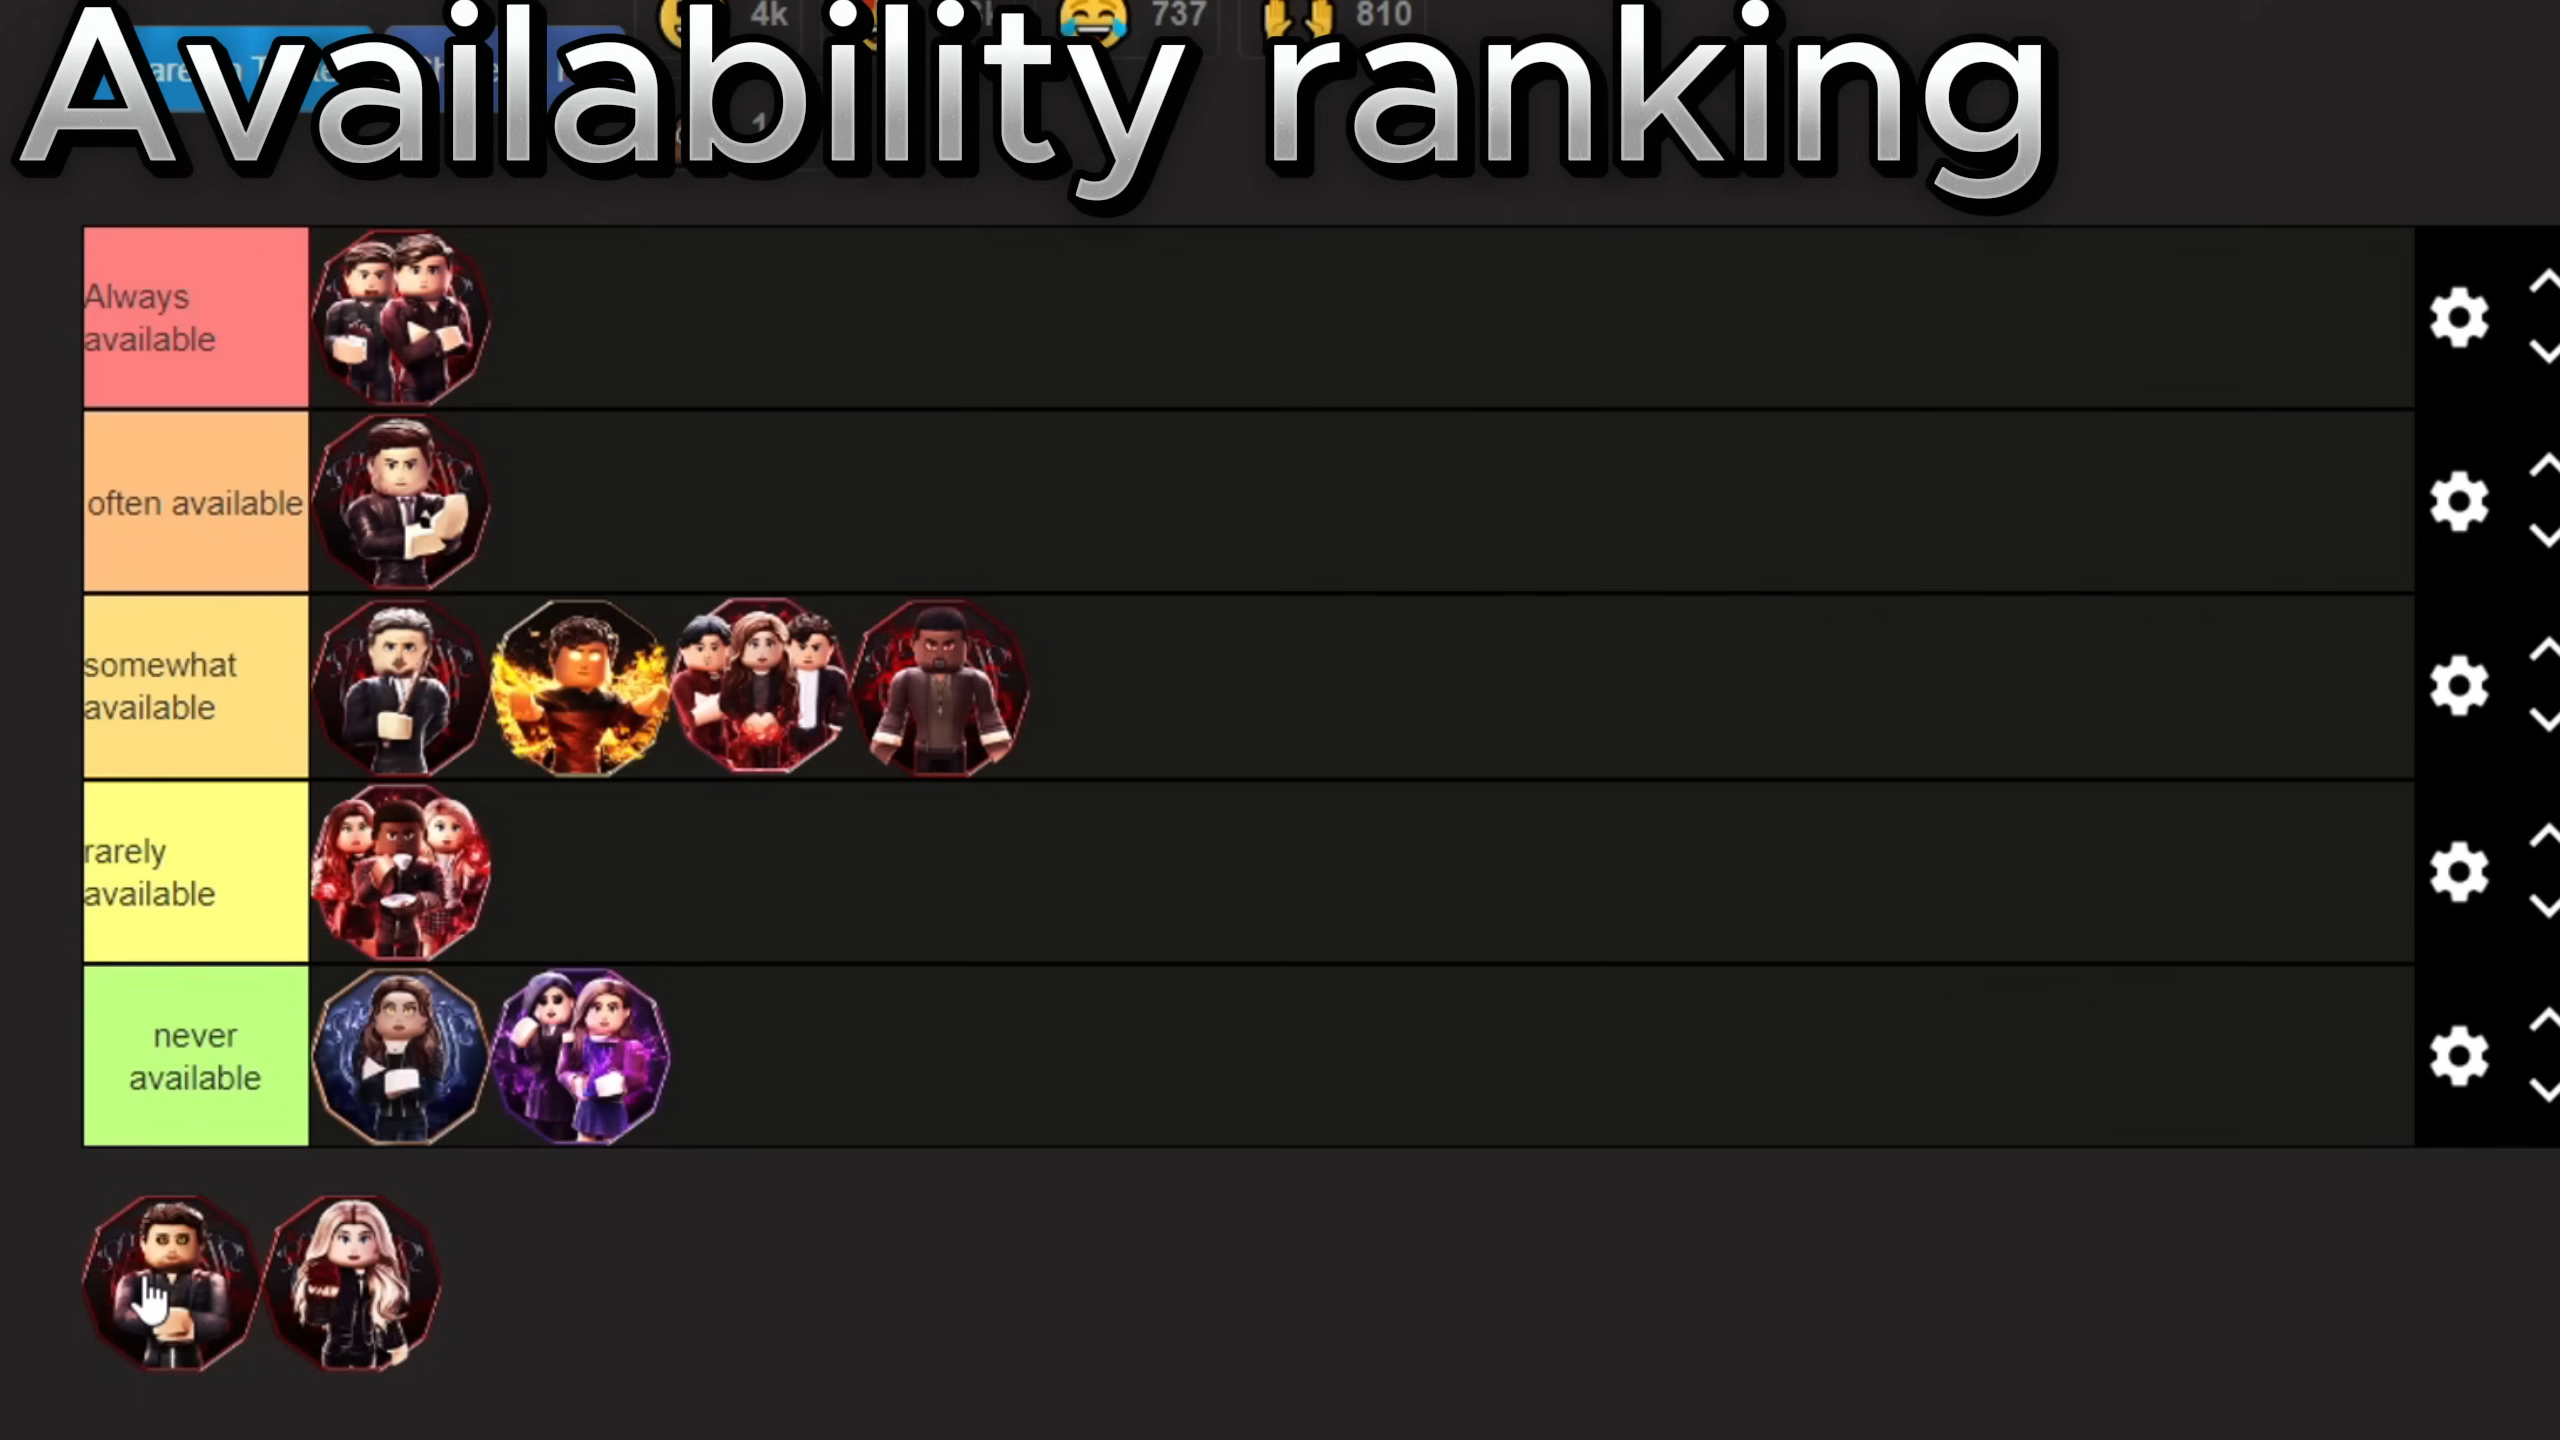 4k
737
810
Availability ranking
Always
available
often available
somewhat
available
rarely
available
never
available